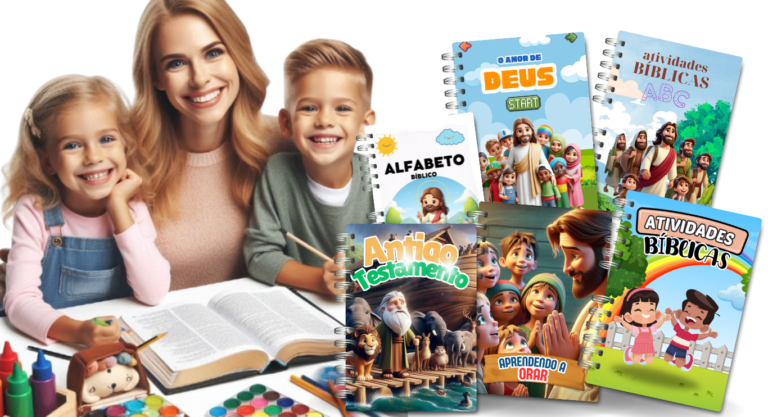 O AMOR DE
DEUS
START
atividades
BÍBLICAS
ABC
ALFABETO
BÍBLICO
Antigo
Testamento
APRENDENDO A
ORAR
ATIVIDADES
BÍBLICAS